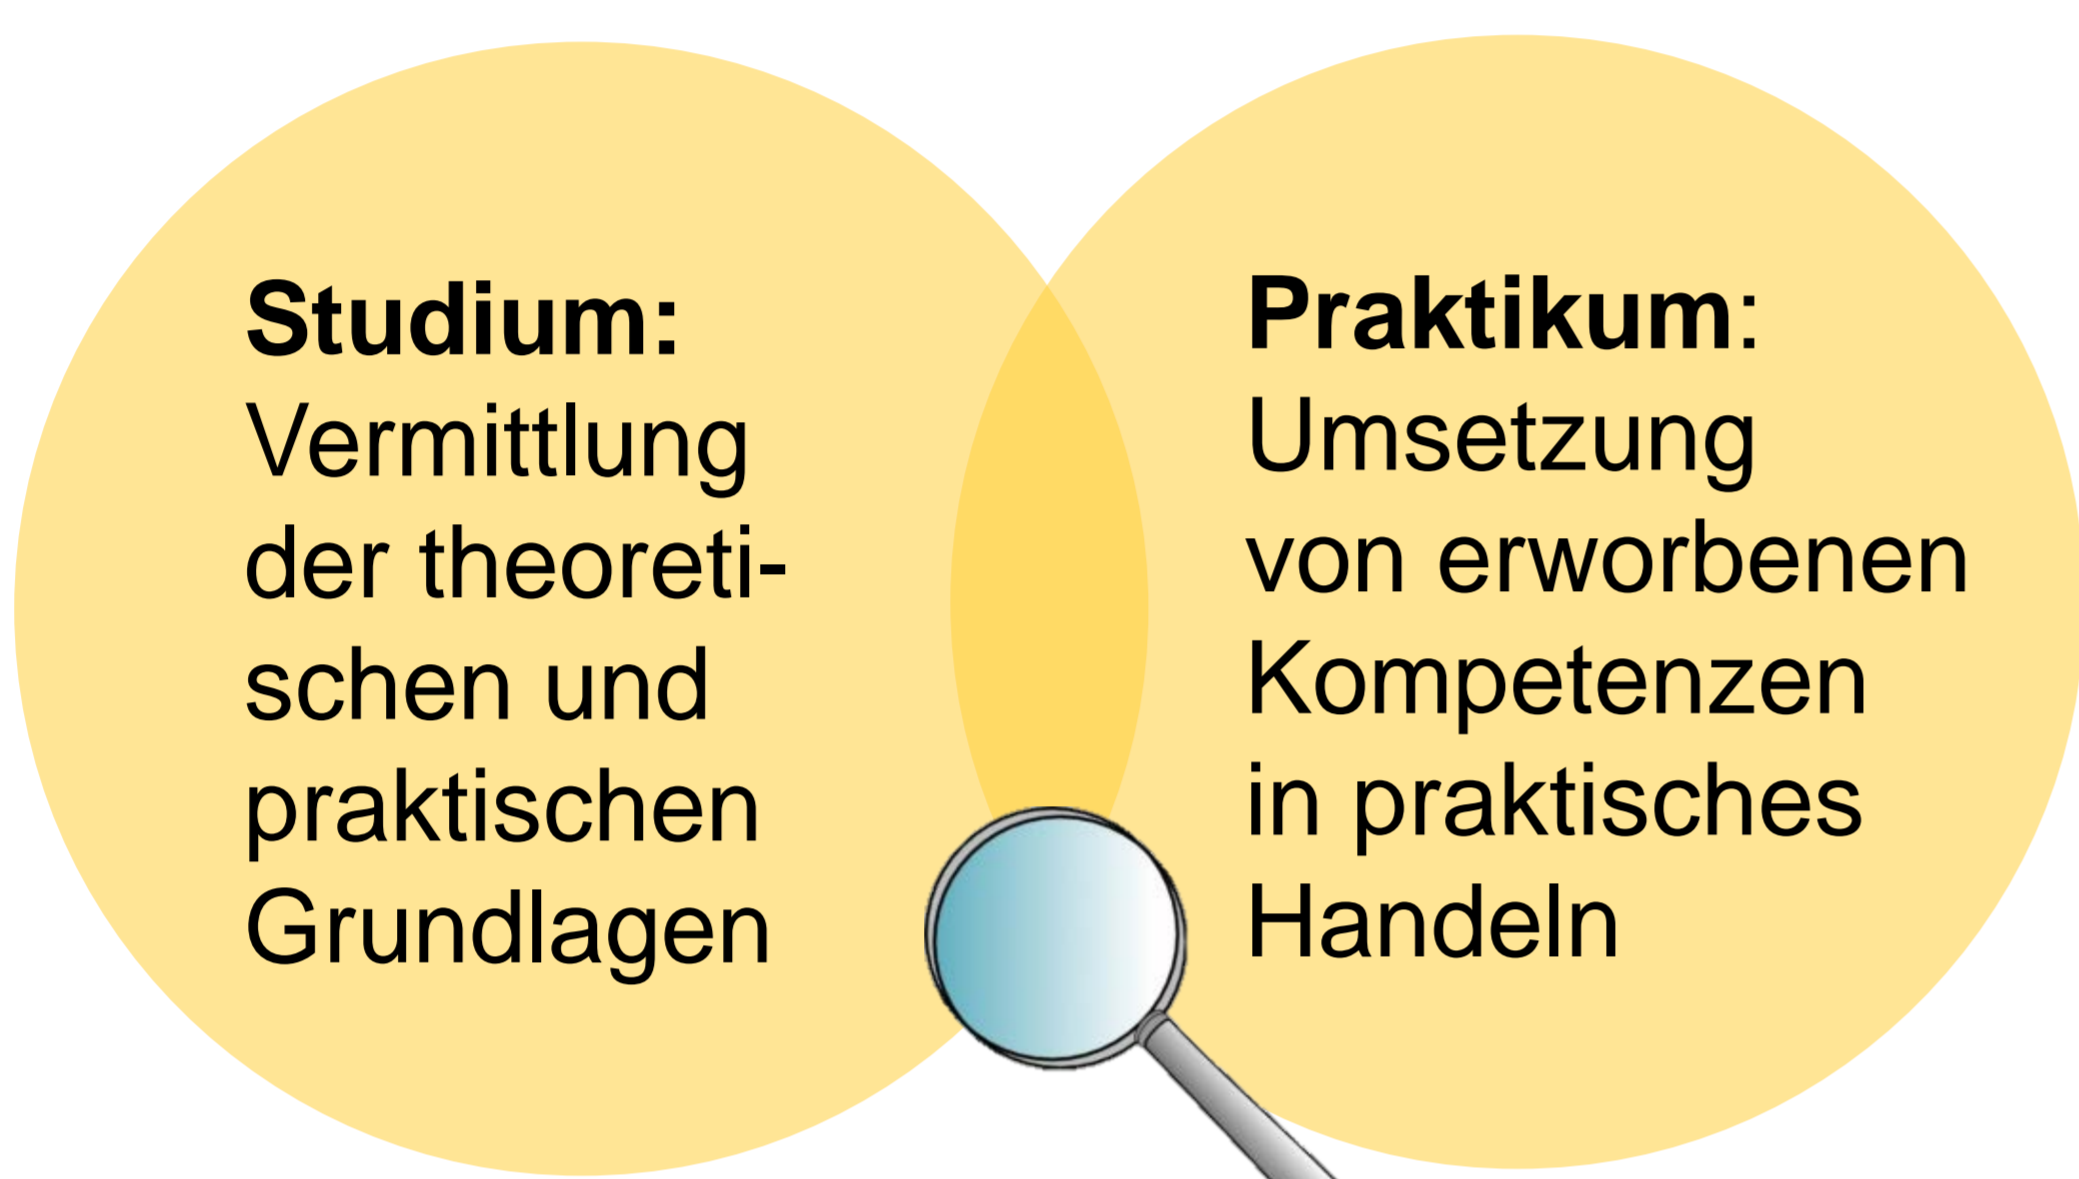 Studium:
Vermittlung
der theoreti-
schen und
praktischen
Grundlagen
Praktikum:
Umsetzung
von erworbenen
Kompetenzen
in praktisches
Handeln